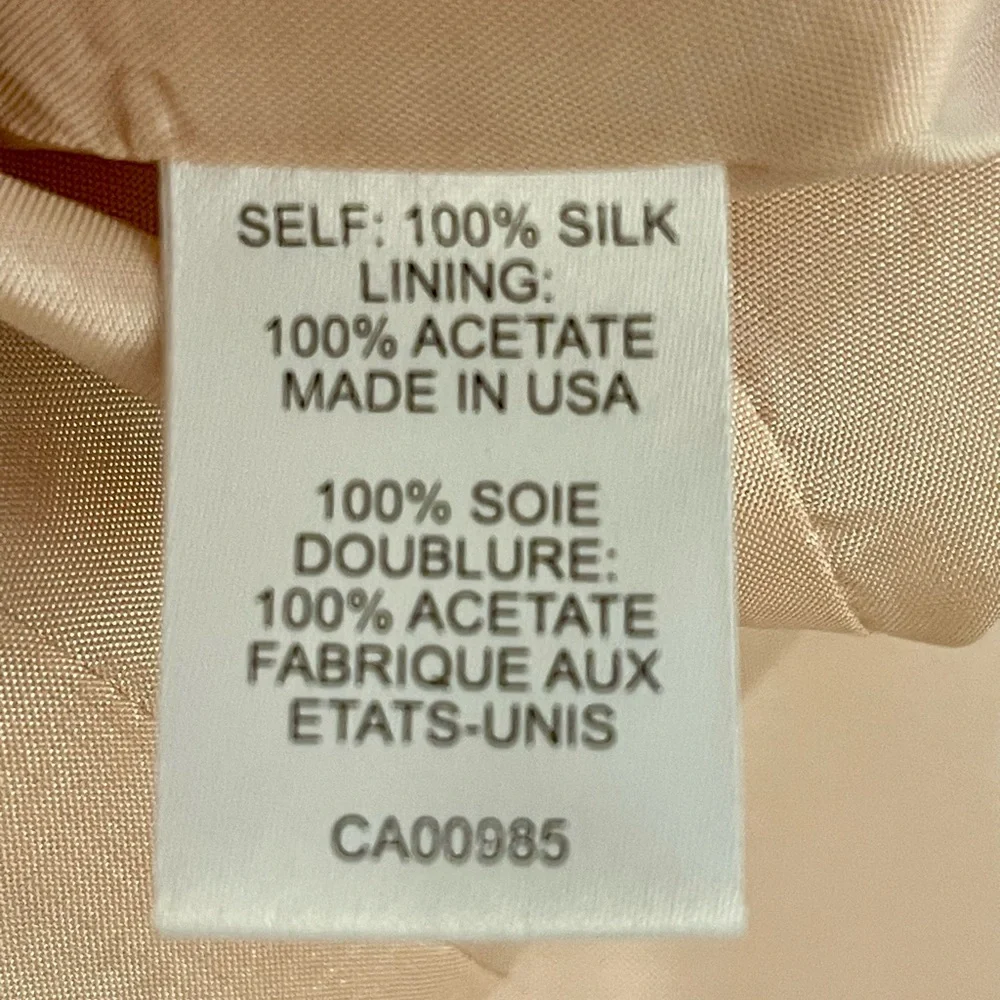 SELF: 100% SILK
LINING:
100% ACETATE
MADE IN USA
100% SOIE
DOUBLURE:
100% ACETATE
FABRIQUE AUX
ETATS-UNIS
CA00985